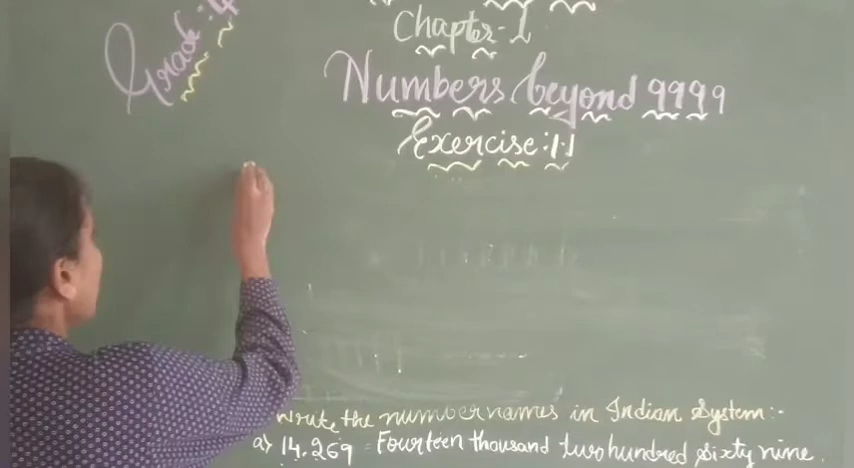 Grade:4
Chapter-1
Numbers beyond 9999
Exercise:1.1
Write the number names in Indian System:-
a) 14,269 = Fourteen thousand two hundred sixty nine.